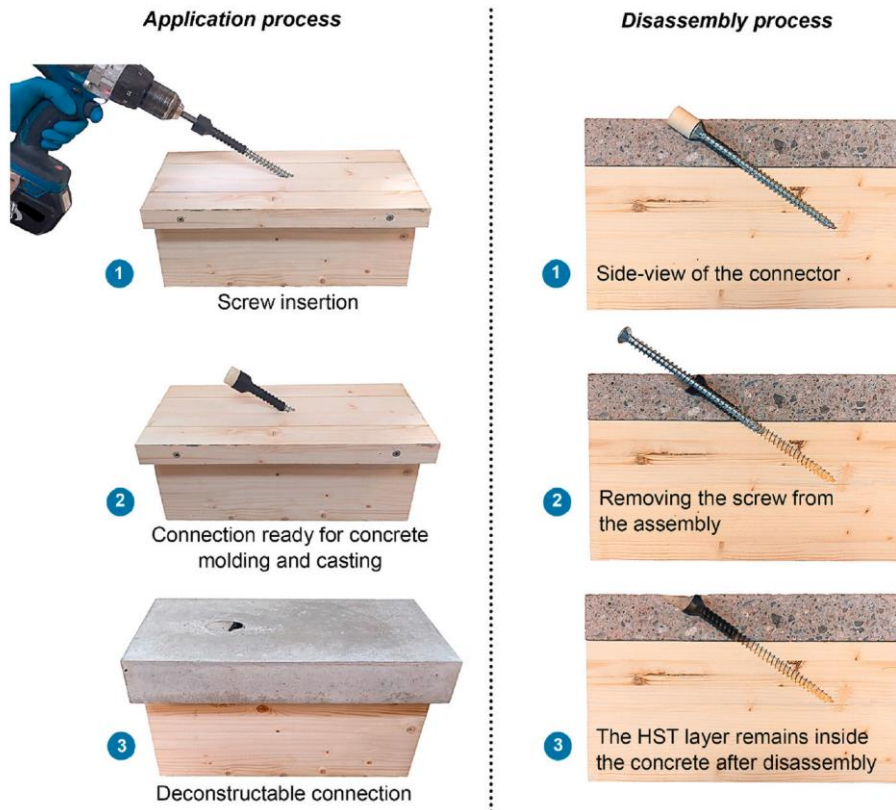 Application process
1
Screw insertion
2
Connection ready for concrete
molding and casting
3
Deconstructable connection
Disassembly process
1
Side-view of the connector
2
Removing the screw from
the assembly
3
The HST layer remains inside
the concrete after disassembly